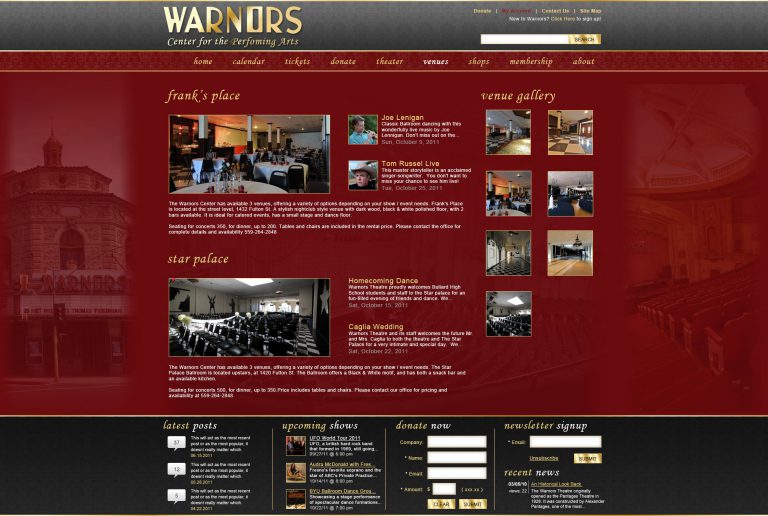 WARNORS
Center for the Perfoming Arts
Donate | My Account | Contact Us | Site Map
New to Warnors? Click Here to sign up!
SEARCH
home calendar tickets donate theater venues shops membership about
frank's place
Joe Lenigan
Classic Ballroom dancing with this
wonderfully live music by Joe
Lennigan. Don't miss out on the...
Sun, October 9, 2011
Tom Russel Live
This master storyteller is an acclaimed
singer-songwriter. You don't want to
miss your chance to see him live!
Tue, October 25, 2011
The Warnors Center has available 3 venues, offering a variety of options depending on your show / event needs. Frank's Place
is located at the street level, 1432 Fulton St. A stylish nightclub style venue with dark wood, black & white polished floor, with 2
bars available. It is ideal for catered events, has a small stage and dance floor.
Seating for concerts 350, for dinner, up to 200. Tables and chairs are included in the rental price. Please contact the office for
complete details and availability 559-264-2848
venue gallery
star palace
Homecoming Dance
Warnors Theatre proudly welcomes Bullard High
School students and staff to the Star palace for an
fun-filled evening of friends and dance. We...
Sat, October 15, 2011
Caglia Wedding
Warnors Theatre and its staff welcomes the future Mr.
and Mrs. Caglia to both the theatre and The Star
Palace for a very intimate and special day. We...
Sat, October 22, 2011
The Warnors Center has available 3 venues, offering a variety of options depending on your show / event needs. The Star
Palace Ballroom is located upstairs, at 1420 Fulton St. The Ballroom offers a Black & White motif, and has both a snack bar and
an available kitchen.
Seating for concerts 500, for dinner, up to 350.Price includes tables and chairs. Please contact our office for pricing and
availability at 559-264-2848.
WARNORS
latest posts
37
This will act as the most recent
post or as the most popular, it
doesn't really matter which.
06.15.2011
12
This will act as the most recent
post or as the most popular, it
doesn't really matter which.
05.28.2011
5
This will act as the most recent
post or as the most popular, it
doesn't really matter which.
04.22.2011
upcoming shows
UFO World Tour 2011
UFO, a british hard rock band
that formed in 1969, still going...
09/27/11 @ 8:00 pm
Audra McDonald with Fres...
Fresno's favorite soprano and the
star of ABC's Private Practice...
10/14/11 @ 8:00 pm
BYU Ballroom Dance Groa...
Showcasing a stage performance
of spectacular dance formations...
10/22/11 @ 7:00 pm
donate now
Company:
* Name:
* Email:
* Amount: $ ( xxx.xx )
CLEAR SUBMIT
newsletter signup
* Email:
Unsubscribe SUBMIT
recent news
03/05/10 | An Historical Look Back.
views: 22 The Warnors Theatre originally
opened as the Pantages Theatre in
1928. It was constructed by Alexander
Pantages, one of the most...